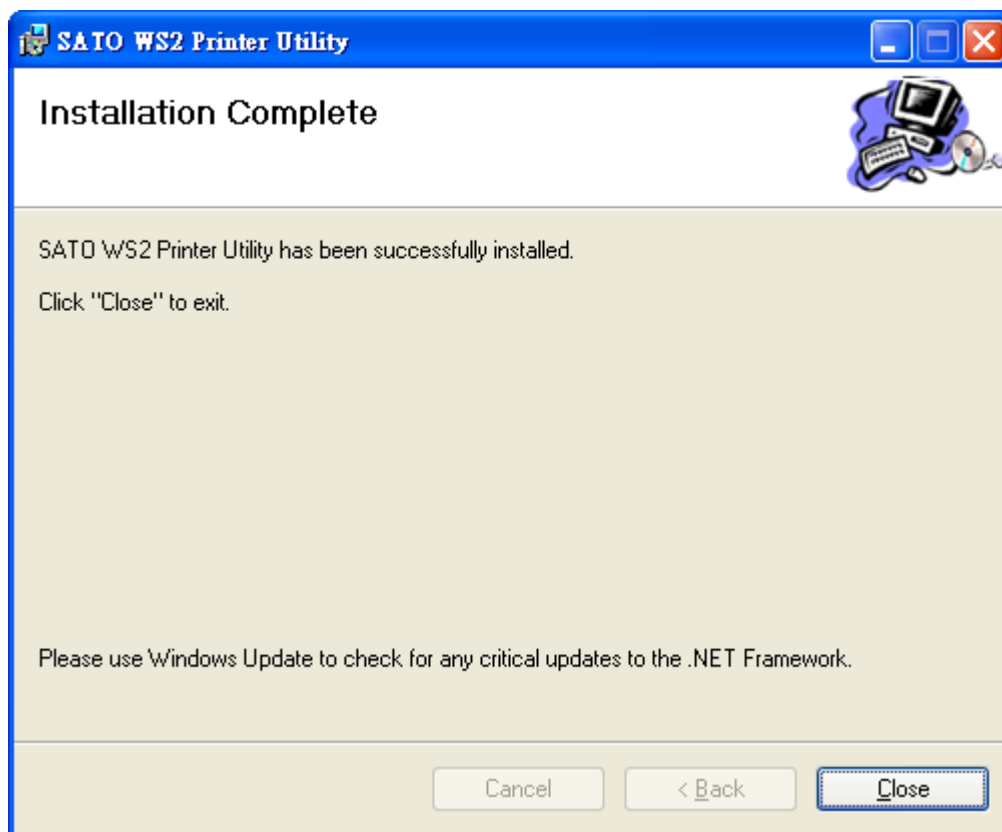 SATO WS2 Printer Utility
Installation Complete
SATO WS2 Printer Utility has been successfully installed.
Click "Close" to exit.
Please use Windows Update to check for any critical updates to the .NET Framework.
Cancel
< Back
Close